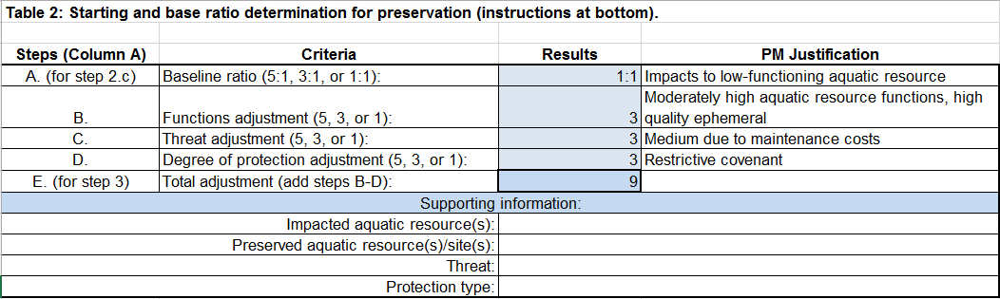 Table 2: Starting and base ratio determination for preservation (instructions at bottom).
Steps (Column A) Criteria Results PM Justification
A. (for step 2.c) Baseline ratio (5:1, 3:1, or 1:1): 1:1 Impacts to low-functioning aquatic resource
Moderately high aquatic resource functions, high
B. Functions adjustment (5, 3, or 1): 3 quality ephemeral
C. Threat adjustment (5, 3, or 1): 3 Medium due to maintenance costs
D. Degree of protection adjustment (5, 3, or 1): 3 Restrictive covenant
E. (for step 3) Total adjustment (add steps B-D): 9
Supporting information:
Impacted aquatic resource(s):
Preserved aquatic resource(s)/site(s):
Threat:
Protection type: